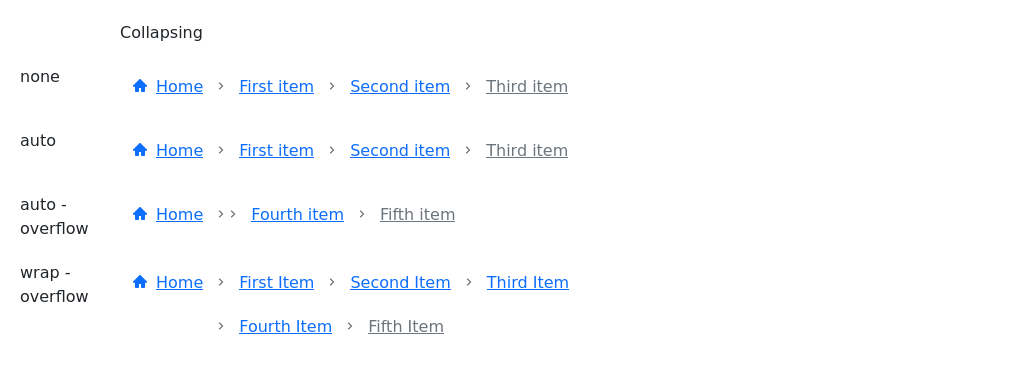 Collapsing
none
Home › First item › Second item › Third item
auto
Home › First item › Second item › Third item
auto -
overflow
Home › › Fourth item › Fifth item
wrap -
overflow
Home › First Item › Second Item › Third Item
› Fourth Item › Fifth Item